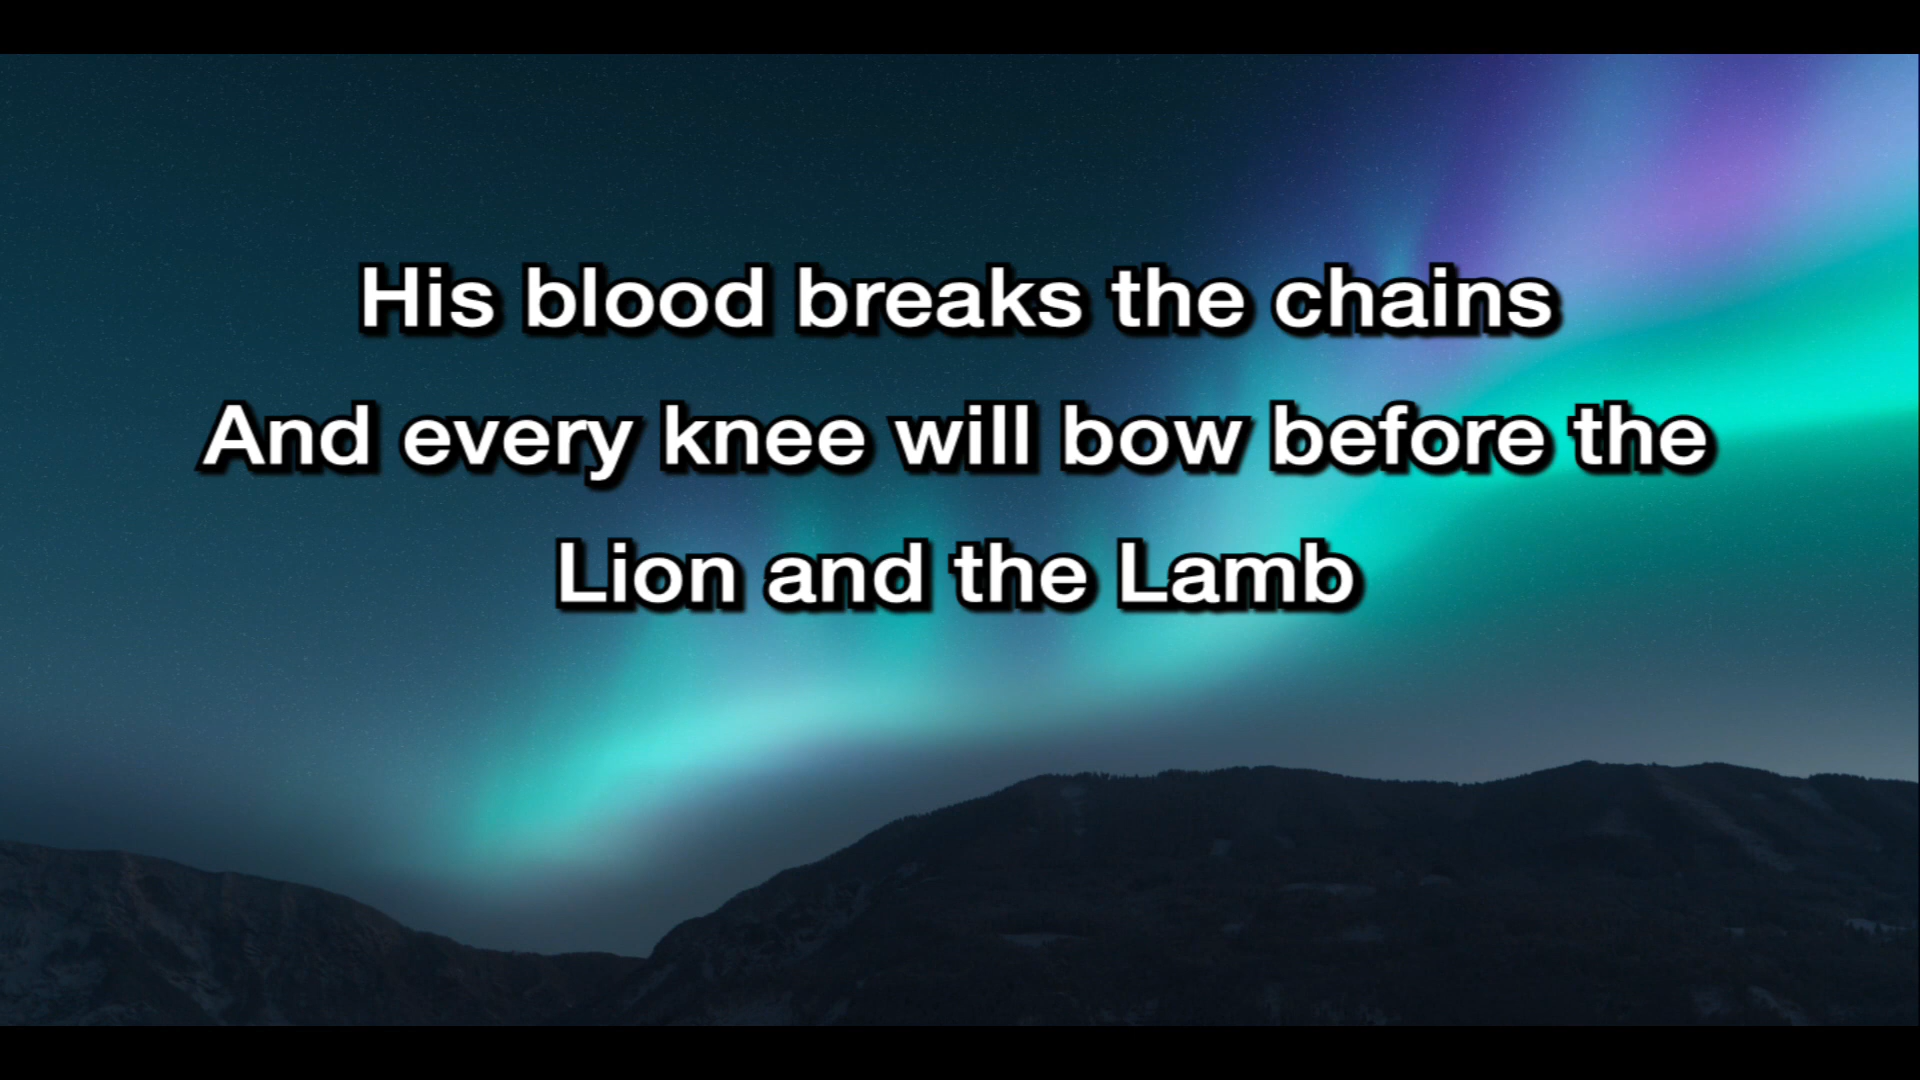 His blood breaks the chains
And every knee will bow before the
Lion and the Lamb